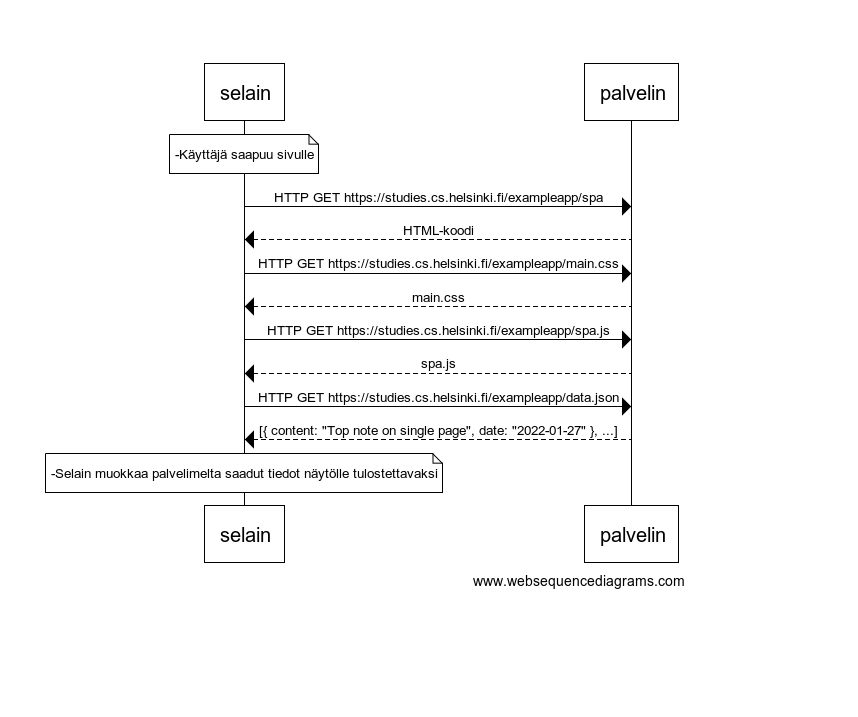 selain
palvelin
-Käyttäjä saapuu sivulle
HTTP GET https://studies.cs.helsinki.fi/exampleapp/spa
HTML-koodi
HTTP GET https://studies.cs.helsinki.fi/exampleapp/main.css
main.css
HTTP GET https://studies.cs.helsinki.fi/exampleapp/spa.js
spa.js
HTTP GET https://studies.cs.helsinki.fi/exampleapp/data.json
[{ content: "Top note on single page", date: "2022-01-27" }, ...]
-Selain muokkaa palvelimelta saadut tiedot näytölle tulostettavaksi
selain
palvelin
www.websequencediagrams.com